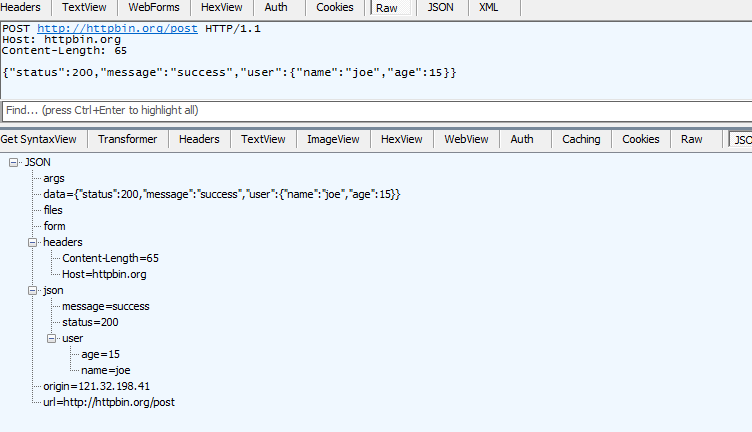 Headers TextView WebForms HexView Auth Cookies Raw JSON XML
POST http://httpbin.org/post HTTP/1.1
Host: httpbin.org
Content-Length: 65
{"status":200,"message":"success","user":{"name":"joe","age":15}}
Find... (press Ctrl+Enter to highlight all)
Get SyntaxView Transformer Headers TextView ImageView HexView WebView Auth Caching Cookies Raw JSO
JSON
args
data={"status":200,"message":"success","user":{"name":"joe","age":15}}
files
form
headers
Content-Length=65
Host=httpbin.org
json
message=success
status=200
user
age=15
name=joe
origin=121.32.198.41
url=http://httpbin.org/post